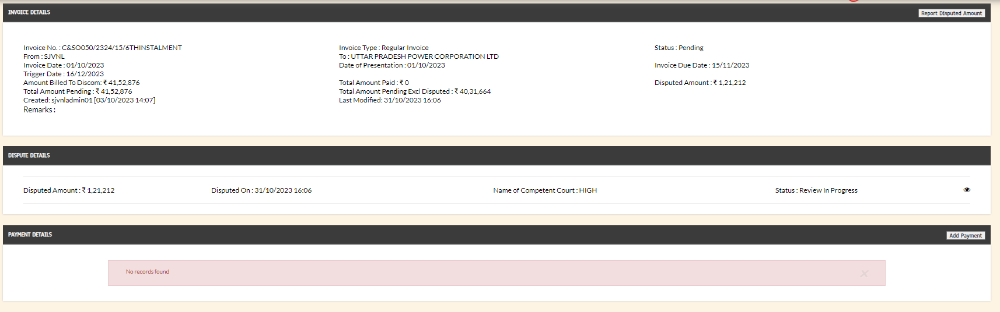 INVOICE DETAILS
Report Disputed Amount
Invoice No. : C&SO050/2324/15/6THINSTALMENT
Invoice Type : Regular Invoice
Status : Pending
From : SJVNL
To : UTTAR PRADESH POWER CORPORATION LTD
Invoice Date : 01/10/2023
Date of Presentation : 01/10/2023
Invoice Due Date : 15/11/2023
Trigger Date : 16/12/2023
Amount Billed To Discom: ₹ 41,52,876
Total Amount Paid : ₹ 0
Disputed Amount : ₹ 1,21,212
Total Amount Pending : ₹ 41,52,876
Total Amount Pending Excl Disputed : ₹ 40,31,664
Created: sjvnladmin01 [03/10/2023 14:07]
Last Modified: 31/10/2023 16:06
Remarks :
DISPUTE DETAILS
Disputed Amount : ₹ 1,21,212
Disputed On : 31/10/2023 16:06
Name of Competent Court : HIGH
Status : Review In Progress
PAYMENT DETAILS
Add Payment
No records found